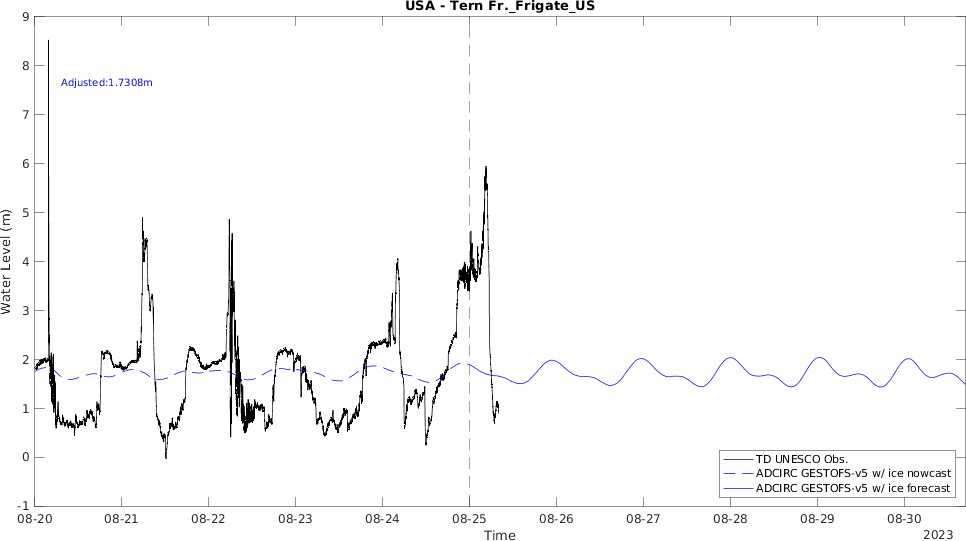 USA - Tern Fr._Frigate_US
9
8
7
6
5
4
3
2
1
0
-1
Water Level (m)
Adjusted:1.7308m
TD UNESCO Obs.
ADCIRC GESTOFS-v5 w/ ice nowcast
ADCIRC GESTOFS-v5 w/ ice forecast
08-20 08-21 08-22 08-23 08-24 08-25 08-26 08-27 08-28 08-29 08-30
Time
2023